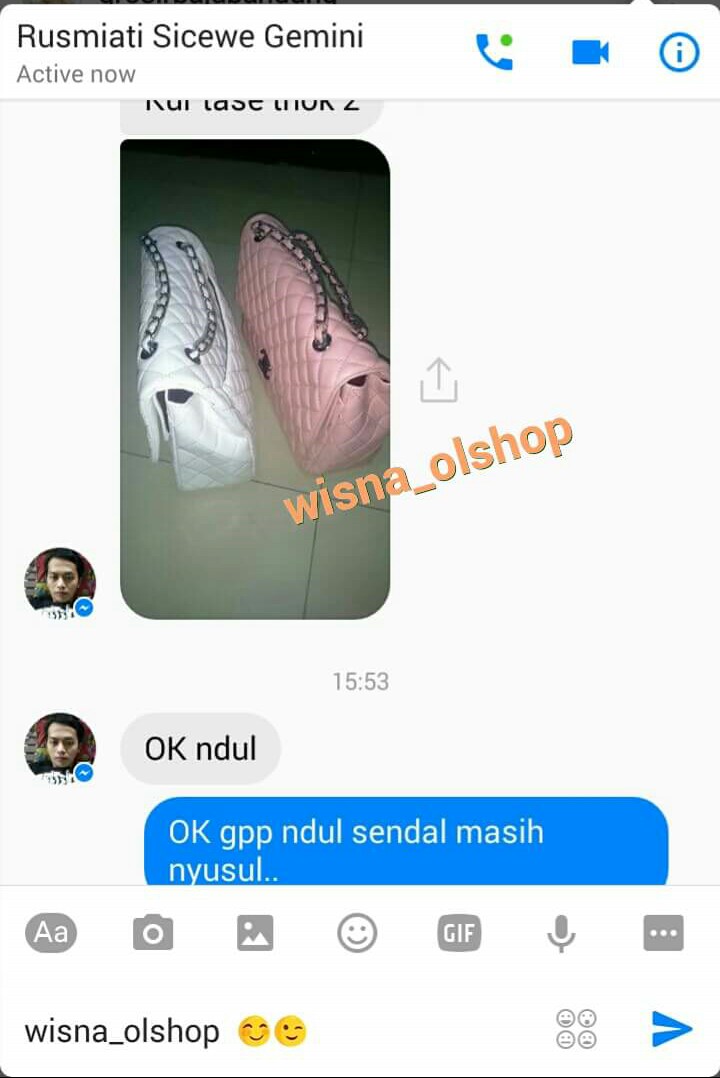 Rusmiati Sicewe Gemini
Active now
wisna_olshop
15:53
OK ndul
OK gpp ndul sendal masih
nyusul..
Aa
GIF
wisna_olshop 😊😉